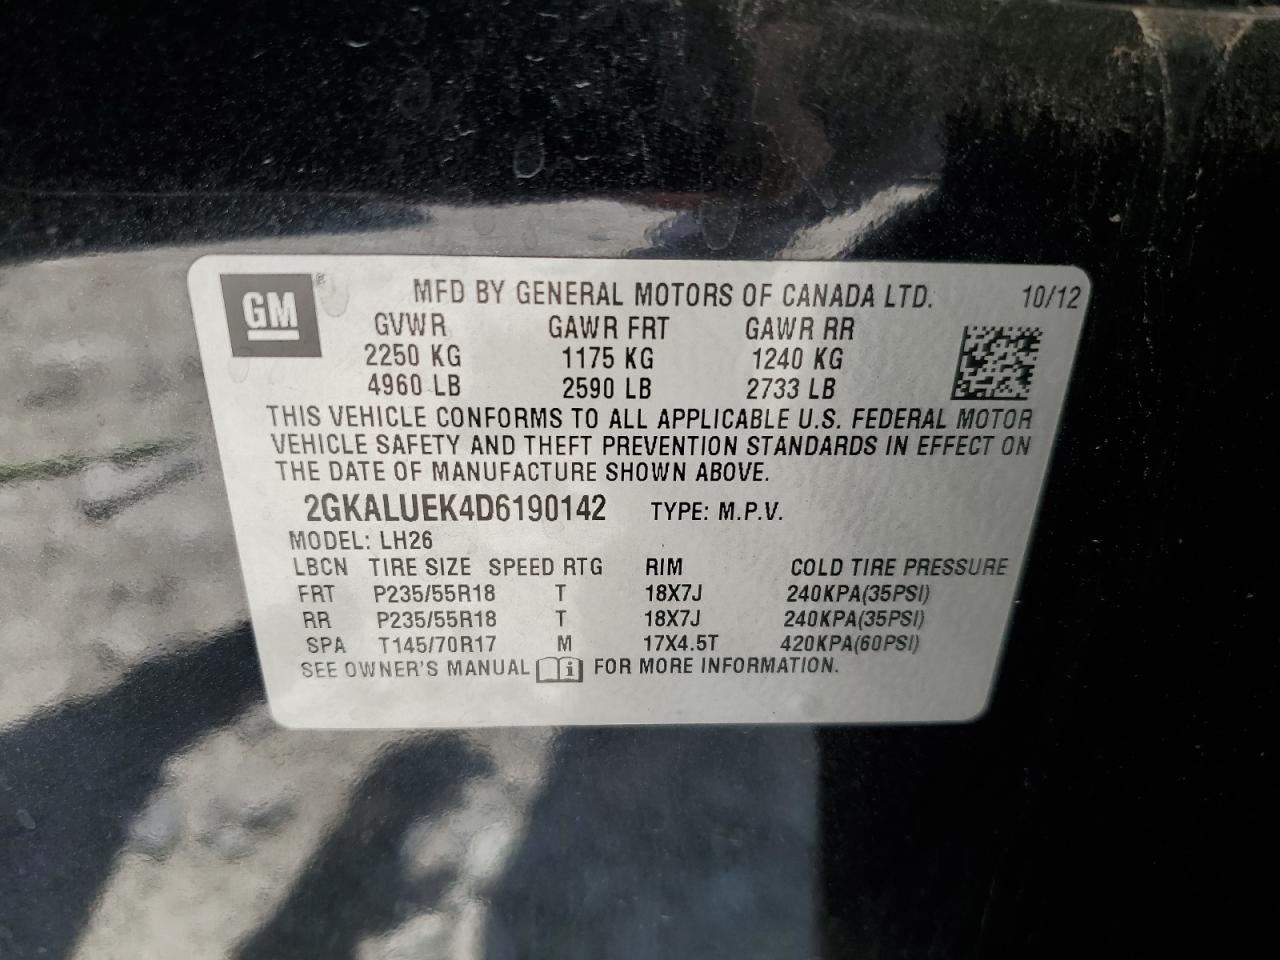 GM ® MFD BY GENERAL MOTORS OF CANADA LTD. 10/12
GVWR GAWR FRT GAWR RR
2250 KG 1175 KG 1240 KG
4960 LB 2590 LB 2733 LB
THIS VEHICLE CONFORMS TO ALL APPLICABLE U.S. FEDERAL MOTOR
VEHICLE SAFETY AND THEFT PREVENTION STANDARDS IN EFFECT ON
THE DATE OF MANUFACTURE SHOWN ABOVE.
2GKALUEK4D6190142 TYPE: M.P.V.
MODEL: LH26
LBCN TIRE SIZE SPEED RTG RIM COLD TIRE PRESSURE
FRT P235/55R18 T 18X7J 240KPA(35PSI)
RR P235/55R18 T 18X7J 240KPA(35PSI)
SPA T145/70R17 M 17X4.5T 420KPA(60PSI)
SEE OWNER'S MANUAL FOR MORE INFORMATION.